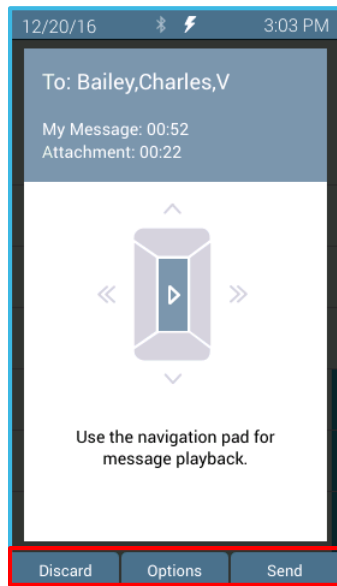 12/20/16 3:03 PM
To: Bailey,Charles,V
My Message: 00:52
Attachment: 00:22
Use the navigation pad for
message playback.
Discard Options Send